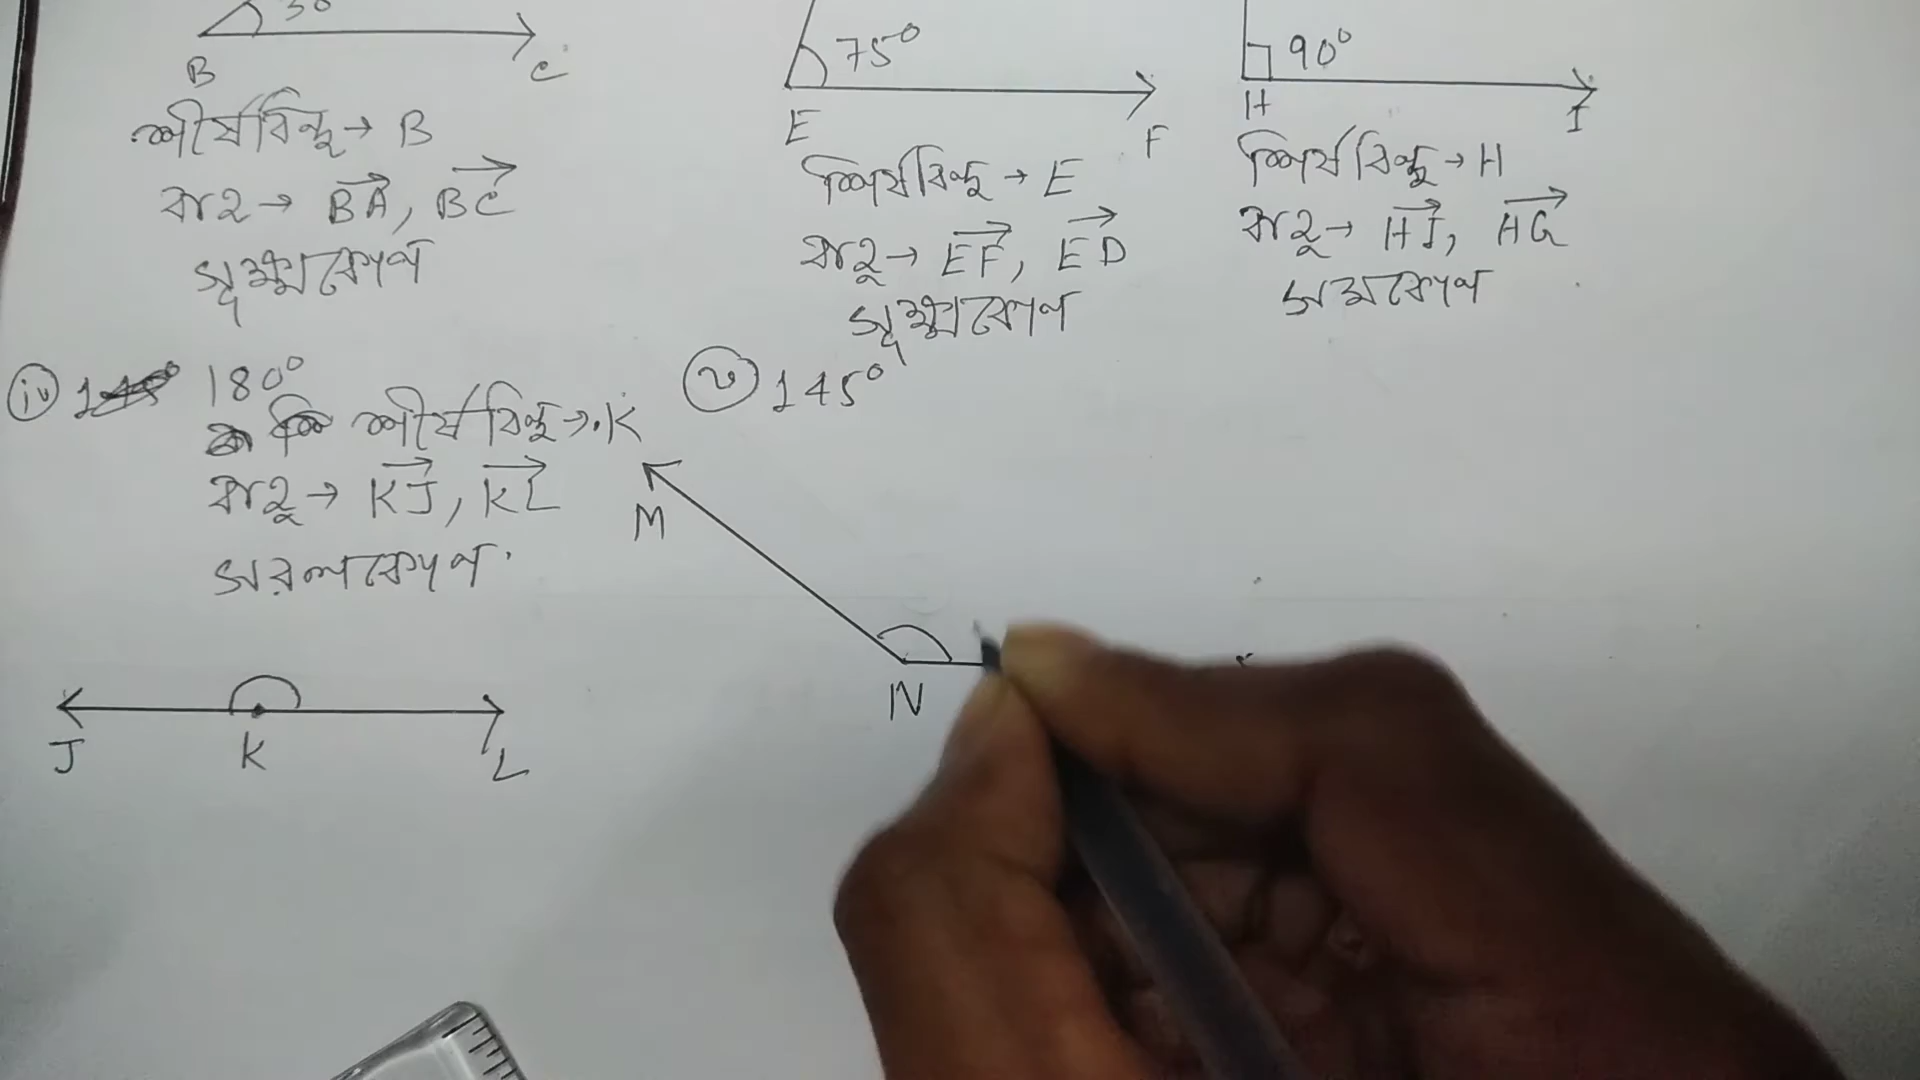 30
B C
শীর্ষবিন্দু → B
বাহু → BA, BC
সূক্ষ্মকোণ
75°
E F
শির্ষবিন্দু → E
বাহু → EF, ED
সূক্ষ্মকোণ
90°
H I
শির্ষবিন্দু → H
বাহু → HI, HG
সমকোণ
iv 180°
শীর্ষবিন্দু → K
বাহু → KJ, KL
সরলকোণ
J K L
v 145°
M
N